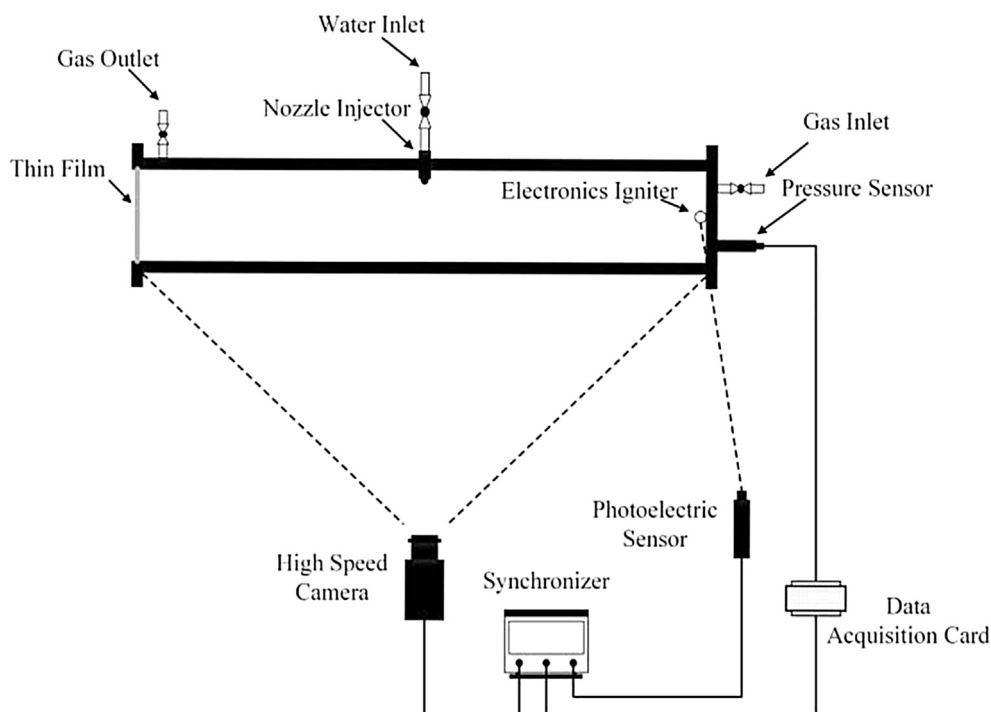 Water Inlet
Gas Outlet
Nozzle Injector
Gas Inlet
Thin Film
Electronics Igniter
Pressure Sensor
Photoelectric
Sensor
High Speed
Camera
Synchronizer
Data
Acquisition Card